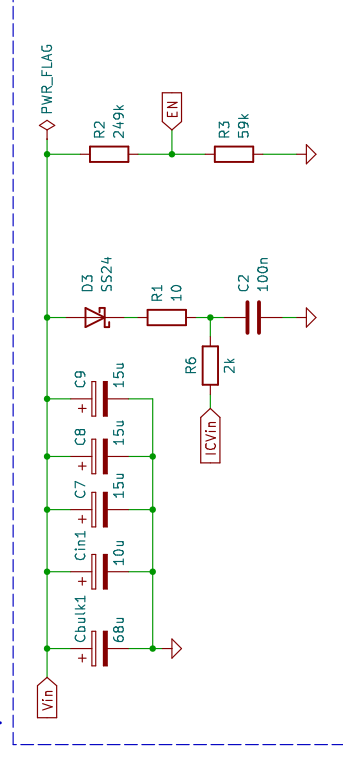 Vin
Cbulk1
68u
+
Cin1
10u
+
C7
15u
+
C8
15u
+
C9
15u
+
D3
SS24
R1
10
R6
2k
ICVin
C2
100n
PWR_FLAG
R2
249k
EN
R3
59k